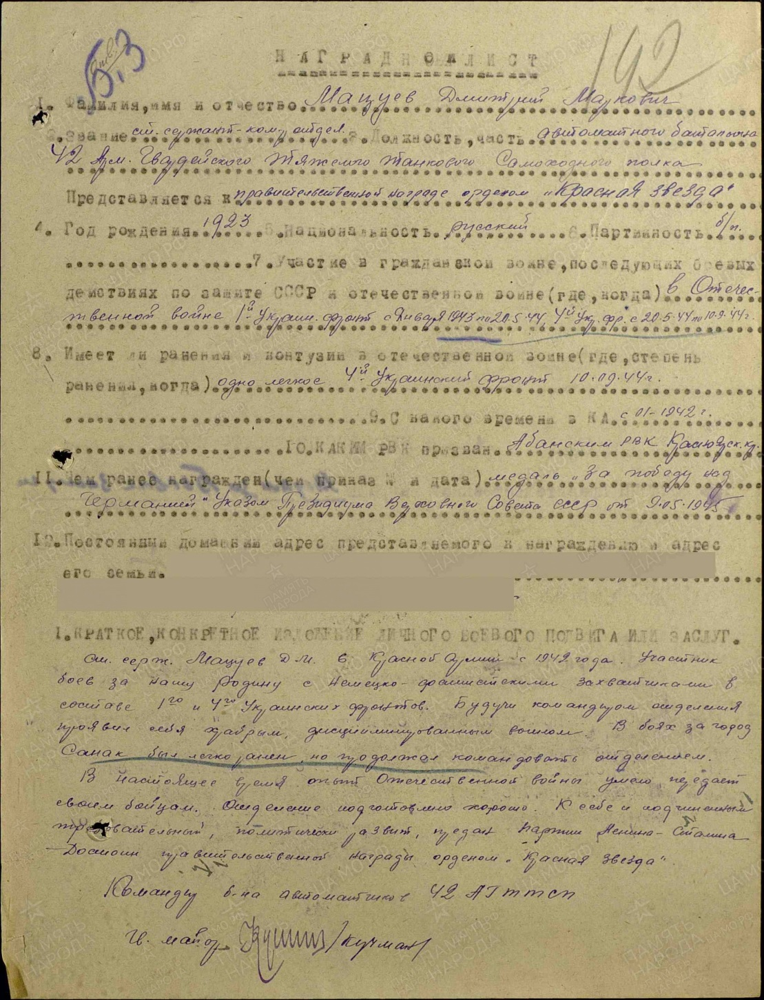 192
НАГРАДНОЙ ЛИСТ
1. Фамилия,имя и отчество. Мацуев Дмитрий Маркович
2.Звание ст. сержант-ком. отдел. 3.Должность,часть. автоматного батальона
42 Арм. Гвардейского Тяжелого Танкового Самоходного полка
Представляется к правительственной награде орденом „Красная звезда"
4. Год рождения 1923 5.Национальность. русский 6.Партийность. б/п.
7.Участие в гражданской войне,последующих боевых
действиях по защите СССР и отечественной войне(где,когда) в Отечес-
твенной войне 1й Украин. фронт с Января 1943 по 20.5.44, 4й Укр. фр. с 20.5.44 по 10.9.44г.
8. Имеет ли ранения и контузии в отечественной войне(где,степень
ранения,когда) одно легкое 4й Украинский фронт 10.09.44г.
9.С какого времени в КА. с 01-1942г.
10.КАКИМ РВК призван. Абанским РВК Красноярск.кр.
11.Чем ранее награжден(чей приказ № и дата) медаль „За победу над
Германией" Указом Президиума Верховного Совета СССР от 9.05.1945
12.Постоянный домашний адрес представляемого к награждению и адрес
его семьи.
1.КРАТКОЕ,КОНКРЕТНОЕ ИЗЛОЖЕНИЕ ЛИЧНОГО БОЕВОГО ПОДВИГА ИЛИ ЗАСЛУГ.
Ст. серж. Мацуев Д.М. в Красной Армии с 1942 года. Участник
боев за нашу Родину с немецко-фашистскими захватчиками в
составе 1го и 4го Украинских фронтов. Будучи командиром отделения
проявил себя храбрым, дисциплинированным воином. В боях за город
Санак был легко ранен, но продолжал командовать отделением.
В настоящее время опыт Отечественной войны умело передает
своим бойцам. Отделение подготовлено хорошо. К себе и подчиненным
требовательный, политически развит, предан партии Ленина-Сталина
Достоин правительственной награды орденом „Красная звезда"
Командир б-на автоматчиков 42 АГттсп
Гв. майор /Кучман/